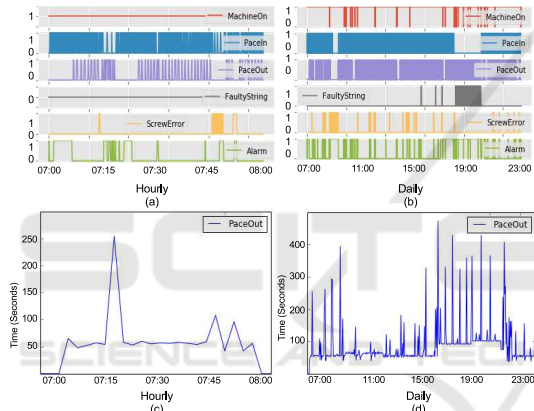 1
0
MachineOn
1
0
PaceIn
1
0
PaceOut
1
0
FaultyString
1
0
ScrewError
1
0
Alarm
07:00 07:15 07:30 07:45 08:00
Hourly
(a)
1
0
MachineOn
1
0
PaceIn
1
0
PaceOut
1
0
FaultyString
1
0
ScrewError
1
0
Alarm
07:00 11:00 15:00 19:00 23:00
Daily
(b)
PaceOut
250
200
150
100
50
Time (Seconds)
07:00 07:15 07:30 07:45 08:00
Hourly
(c)
PaceOut
400
300
200
100
Time (Seconds)
07:00 11:00 15:00 19:00 23:00
Daily
(d)